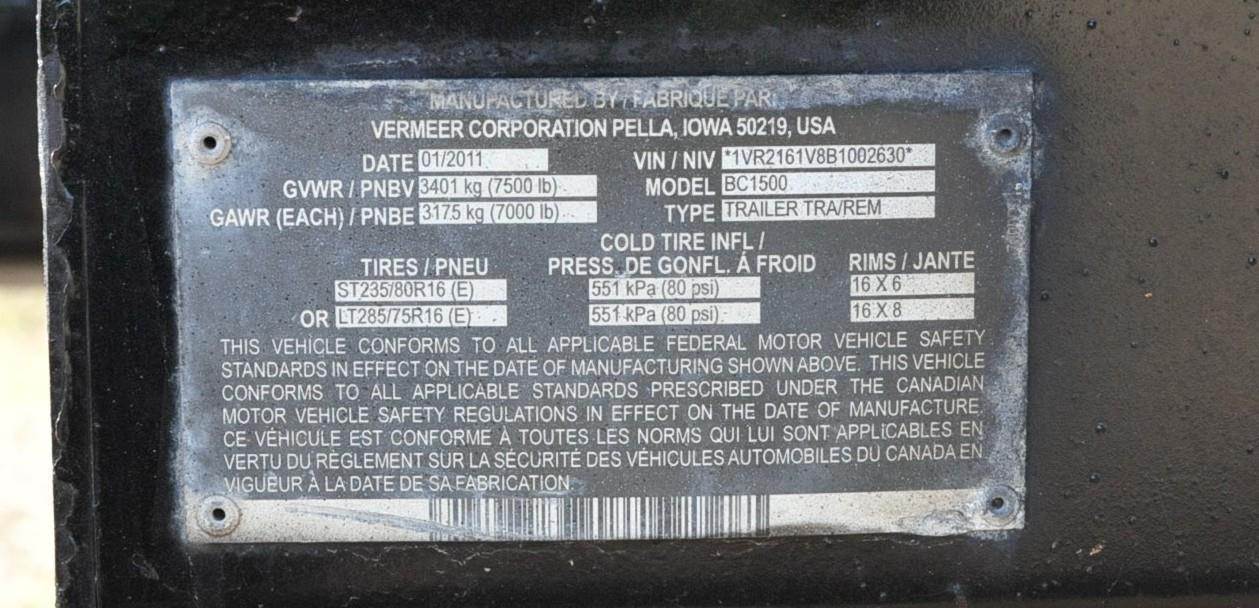 MANUFACTURED BY / FABRIQUÉ PAR:
VERMEER CORPORATION PELLA, IOWA 50219, USA
DATE 01/2011 VIN / NIV *1VR2161V8B1002630*
GVWR / PNBV 3401 kg (7500 lb) MODEL BC1500
GAWR (EACH) / PNBE 3175 kg (7000 lb) TYPE TRAILER TRA/REM
COLD TIRE INFL /
TIRES / PNEU PRESS. DE GONFL. Á FROID RIMS / JANTE
ST235/80R16 (E) 551 kPa (80 psi) 16 X 6
OR LT285/75R16 (E) 551 kPa (80 psi) 16 X 8
THIS VEHICLE CONFORMS TO ALL APPLICABLE FEDERAL MOTOR VEHICLE SAFETY
STANDARDS IN EFFECT ON THE DATE OF MANUFACTURING SHOWN ABOVE. THIS VEHICLE
CONFORMS TO ALL APPLICABLE STANDARDS PRESCRIBED UNDER THE CANADIAN
MOTOR VEHICLE SAFETY REGULATIONS IN EFFECT ON THE DATE OF MANUFACTURE.
CE VÉHICULE EST CONFORME À TOUTES LES NORMS QUI LUI SONT APPLICABLES EN
VERTU DU RÈGLEMENT SUR LA SÉCURITÉ DES VÉHICULES AUTOMOBILES DU CANADA EN
VIGUEUR À LA DATE DE SA FABRICATION.